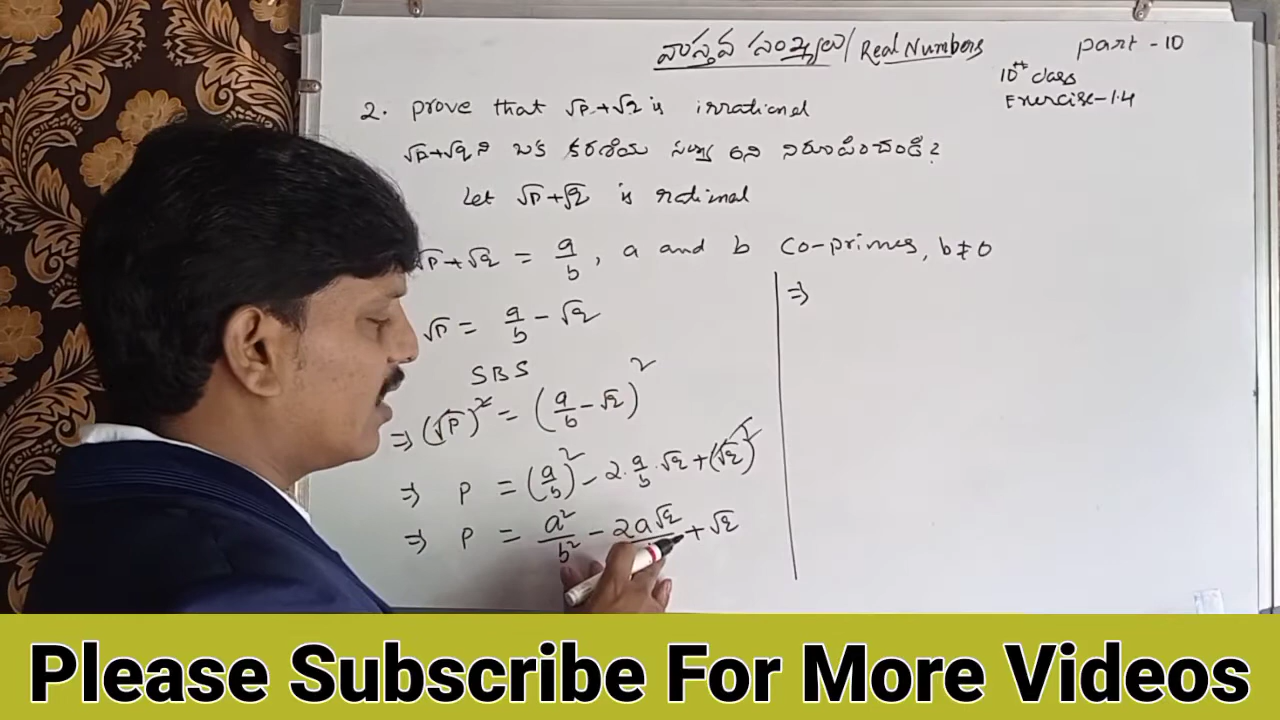 వాస్తవ సంఖ్యలు / Real Numbers
part - 10
10th class
Exercise-1.4
2. prove that √p+√q is irrational
√p+√q ని ఒక కరణీయ సంఖ్య అని నిరూపించండి?
Let √p+√q is rational
√p+√q = a/b, a and b co-primes, b≠0
√p = a/b - √q
SBS
⇒ (√p)² = (a/b - √q)²
⇒ p = (a/b)² - 2.a/b.√q + (√q)²
⇒ p = a²/b² - 2a√q + √q
⇒
Please Subscribe For More Videos